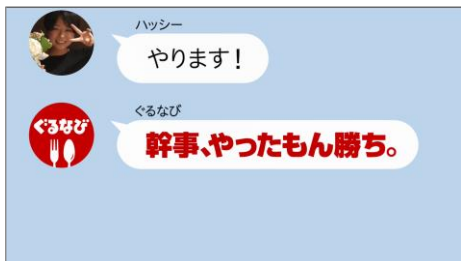 ハッシー
やります！
ぐるなび
ぐるなび
幹事、やったもん勝ち。